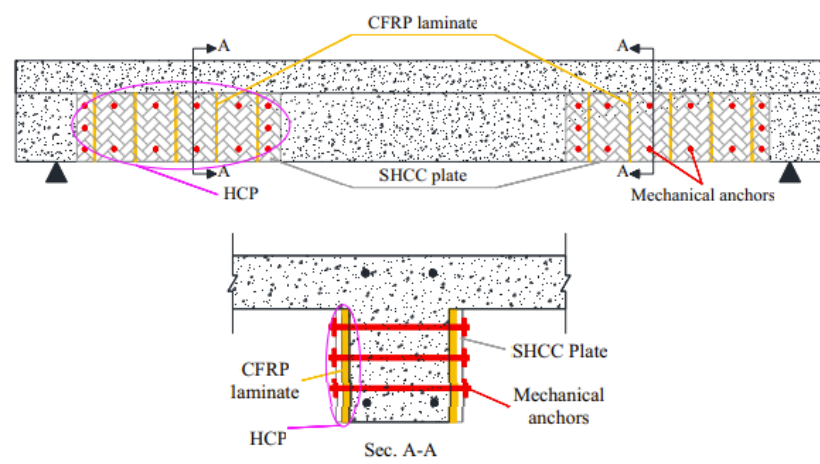 CFRP laminate
A
A
A
A
HCP
SHCC plate
Mechanical anchors
CFRP
laminate
HCP
SHCC Plate
Mechanical
anchors
Sec. A-A